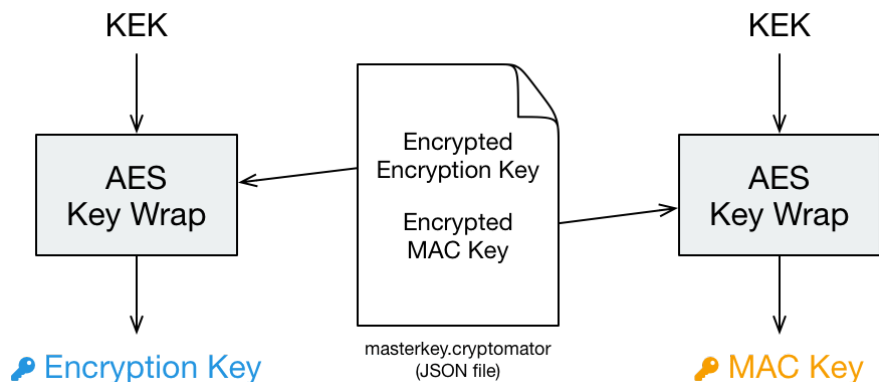 KEK
KEK
AES
Key Wrap
Encrypted
Encryption Key
Encrypted
MAC Key
AES
Key Wrap
Encryption Key
masterkey.cryptomator
(JSON file)
MAC Key